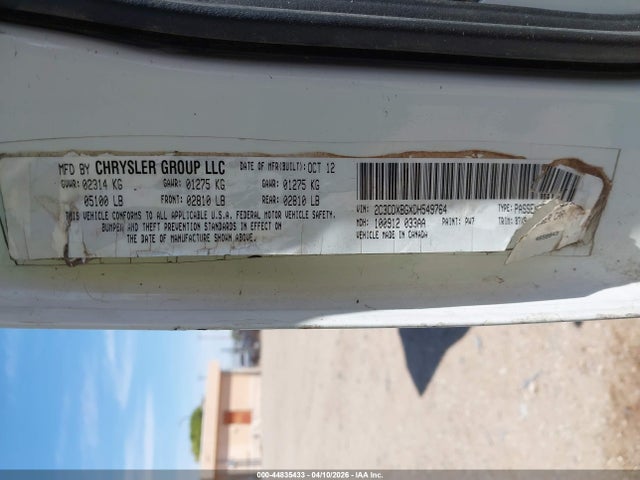 MFD BY CHRYSLER GROUP LLC DATE OF MFR(BUILT): OCT 12
GVWR: 02314 KG GAWR: 01275 KG GAWR: 01275 KG
05100 LB FRONT: 02810 LB REAR: 02810 LB
THIS VEHICLE CONFORMS TO ALL APPLICABLE U.S.A. FEDERAL MOTOR VEHICLE SAFETY,
BUMPER AND THEFT PREVENTION STANDARDS IN EFFECT ON
THE DATE OF MANUFACTURE SHOWN ABOVE.
VIN: 2C3CDXBGXDH549764 TYPE:
MDH: 100912 033AA PAINT: PW7 TRIM:
VEHICLE MADE IN CANADA
000-44835433 - 04/10/2026 - IAA Inc.